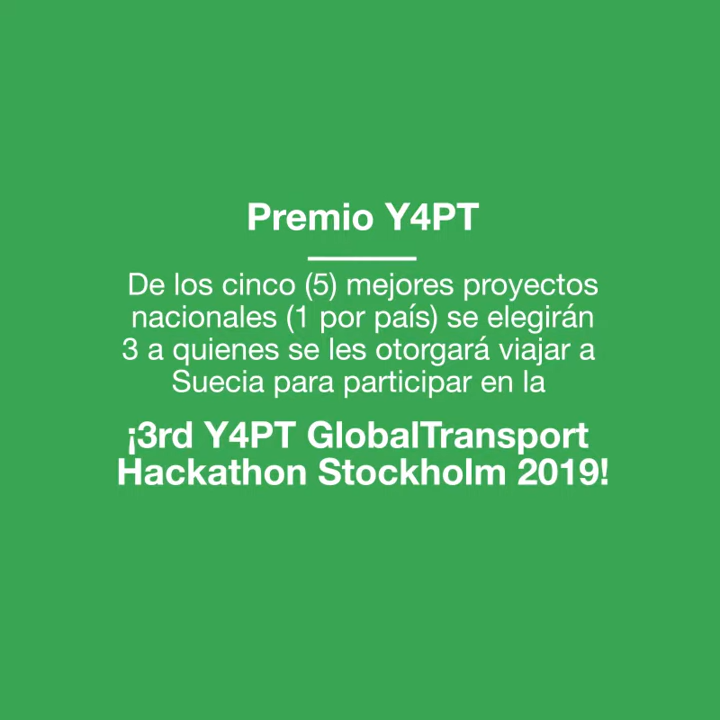 Premio Y4PT
De los cinco (5) mejores proyectos
nacionales (1 por país) se elegirán
3 a quienes se les otorgará viajar a
Suecia para participar en la
¡3rd Y4PT GlobalTransport
Hackathon Stockholm 2019!